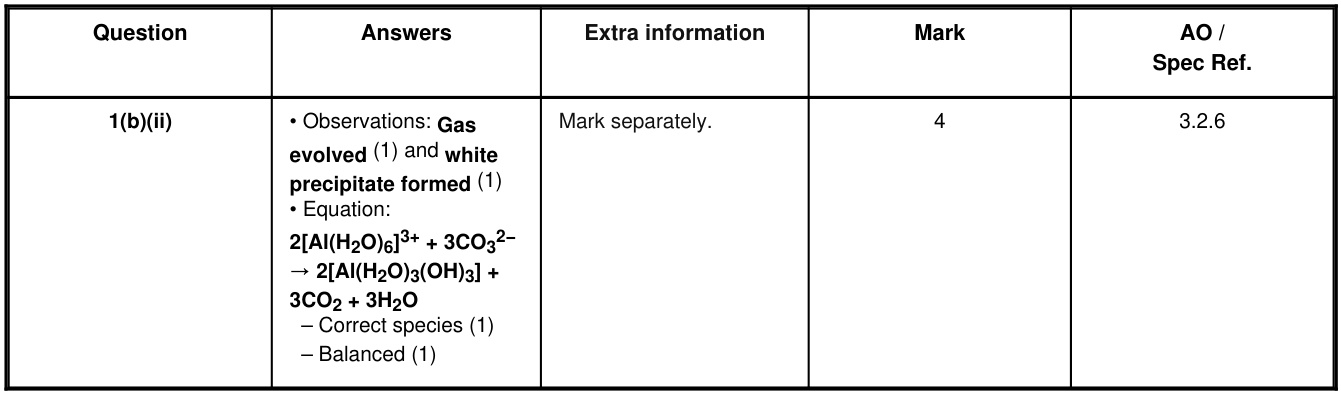 Question
Answers
Extra information
Mark
AO /
Spec Ref.
1(b)(ii)
• Observations: Gas
evolved (1) and white
precipitate formed (1)
• Equation:
2[Al(H₂O)₆]³⁺ + 3CO₃²⁻
→ 2[Al(H₂O)₃(OH)₃] +
3CO₂ + 3H₂O
– Correct species (1)
– Balanced (1)
Mark separately.
4
3.2.6